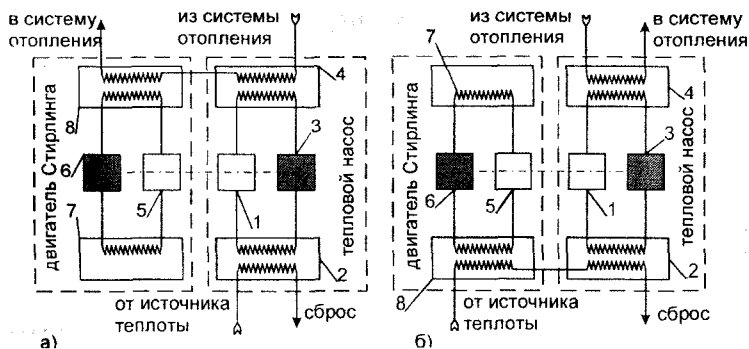 в систему
отопления
из системы
отопления
4
8
двигатель Стирлинга
6
5
7
3
1
тепловой насос
2
от источника
теплоты
сброс
а)
из системы
отопления
в систему
отопления
7
4
двигатель Стирлинга
3
6
5
1
тепловой насос
2
8
от источника
теплоты
сброс
б)